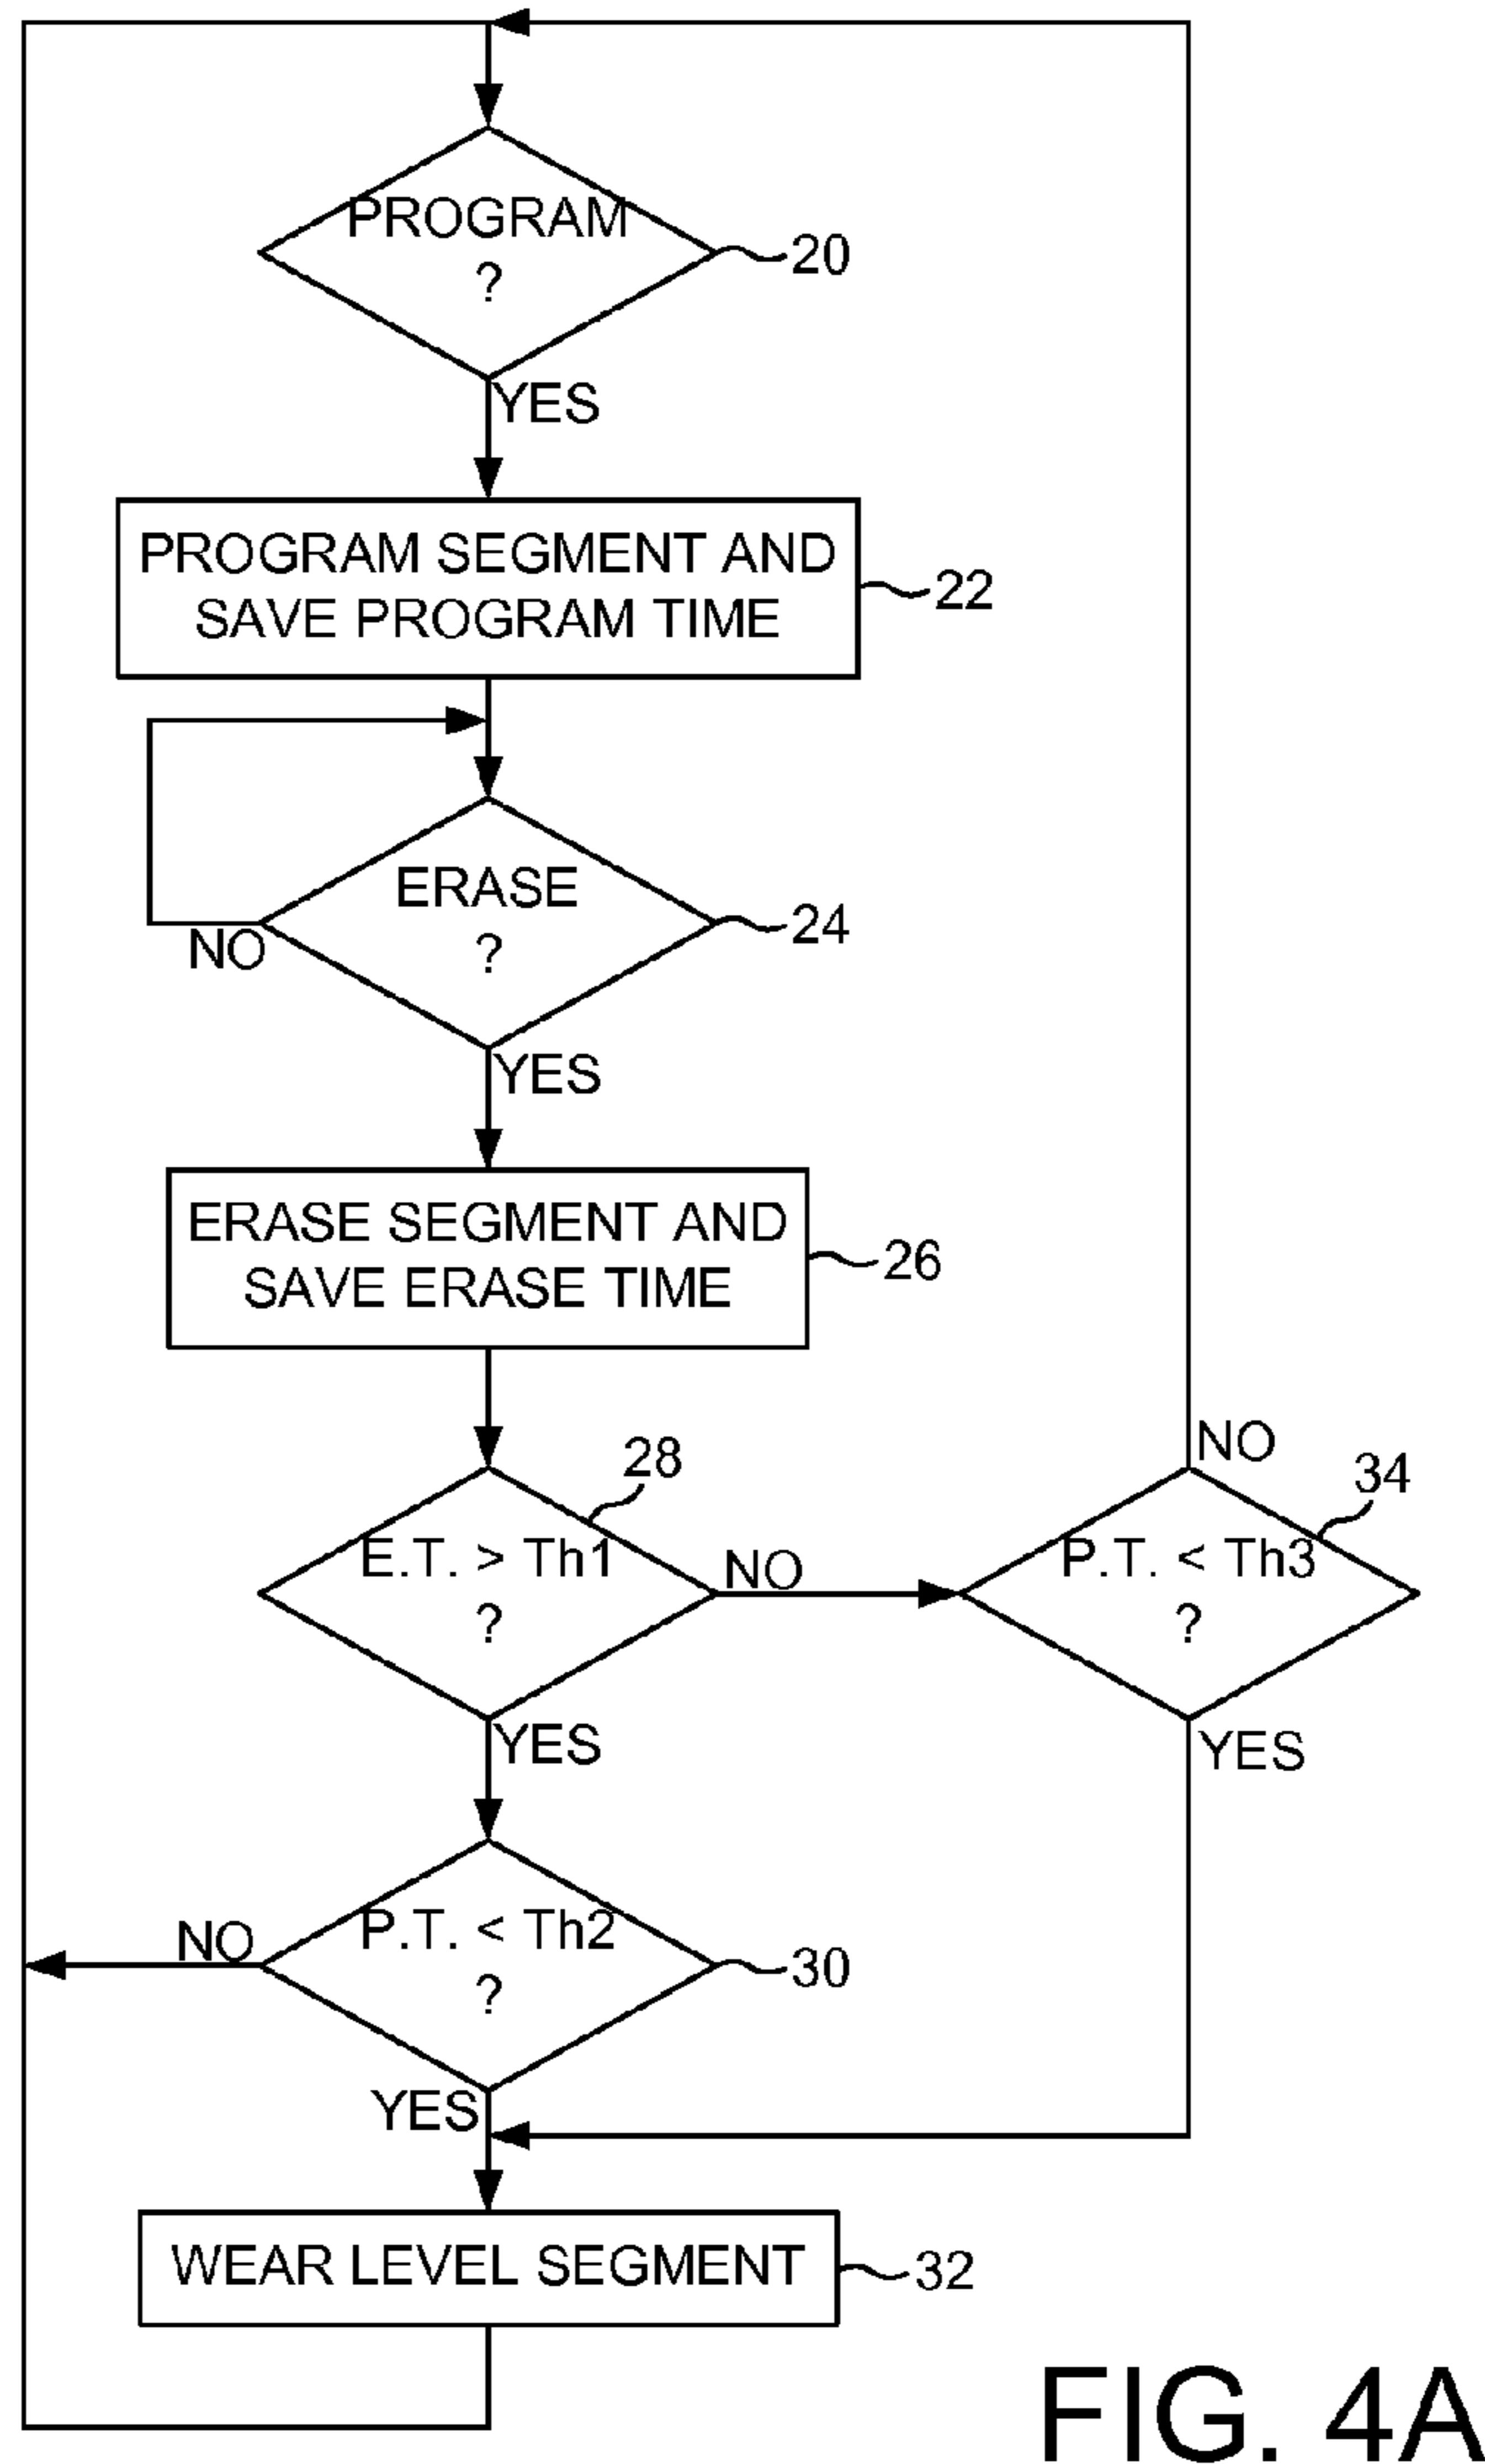 PROGRAM
?
20
YES
PROGRAM SEGMENT AND
SAVE PROGRAM TIME
22
ERASE
?
24
NO
YES
ERASE SEGMENT AND
SAVE ERASE TIME
26
28
E.T. > Th1
?
NO
YES
NO
34
P.T. < Th3
?
YES
P.T. < Th2
?
NO
30
YES
WEAR LEVEL SEGMENT
32
FIG. 4A